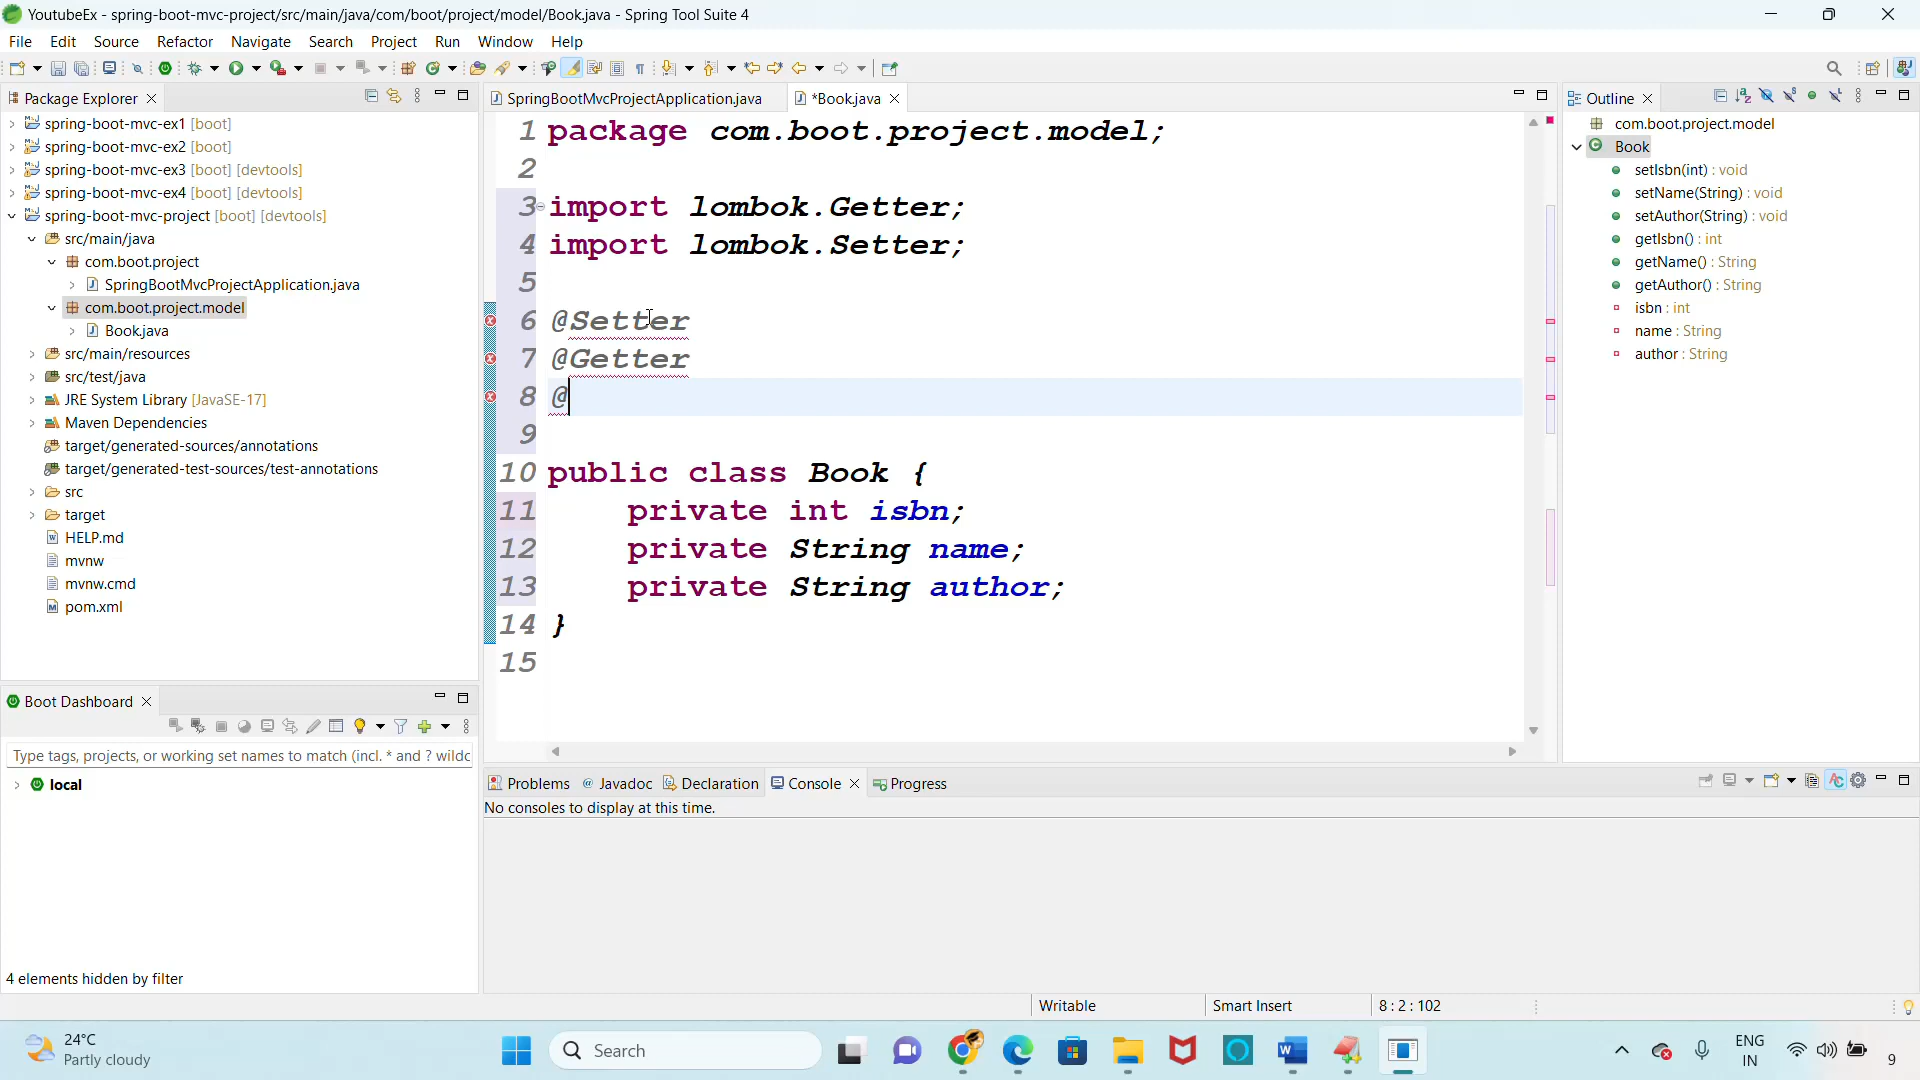 YoutubeEx - spring-boot-mvc-project/src/main/java/com/boot/project/model/Book.java - Spring Tool Suite 4
File Edit Source Refactor Navigate Search Project Run Window Help
Package Explorer
spring-boot-mvc-ex1 [boot]
spring-boot-mvc-ex2 [boot]
spring-boot-mvc-ex3 [boot] [devtools]
spring-boot-mvc-ex4 [boot] [devtools]
spring-boot-mvc-project [boot] [devtools]
src/main/java
com.boot.project
SpringBootMvcProjectApplication.java
com.boot.project.model
Book.java
src/main/resources
src/test/java
JRE System Library [JavaSE-17]
Maven Dependencies
target/generated-sources/annotations
target/generated-test-sources/test-annotations
src
target
HELP.md
mvnw
mvnw.cmd
pom.xml
Boot Dashboard
Type tags, projects, or working set names to match (incl. * and ? wildc
local
4 elements hidden by filter
SpringBootMvcProjectApplication.java *Book.java
1 package com.boot.project.model;
2
3 import lombok.Getter;
4 import lombok.Setter;
5
6 @Setter
7 @Getter
8 @
9
10 public class Book {
11 private int isbn;
12 private String name;
13 private String author;
14 }
15
Outline
com.boot.project.model
Book
setIsbn(int) : void
setName(String) : void
setAuthor(String) : void
getIsbn() : int
getName() : String
getAuthor() : String
isbn : int
name : String
author : String
Problems @ Javadoc Declaration Console Progress
No consoles to display at this time.
Writable Smart Insert 8 : 2 : 102
24°C
Partly cloudy
Search
ENG
IN
9